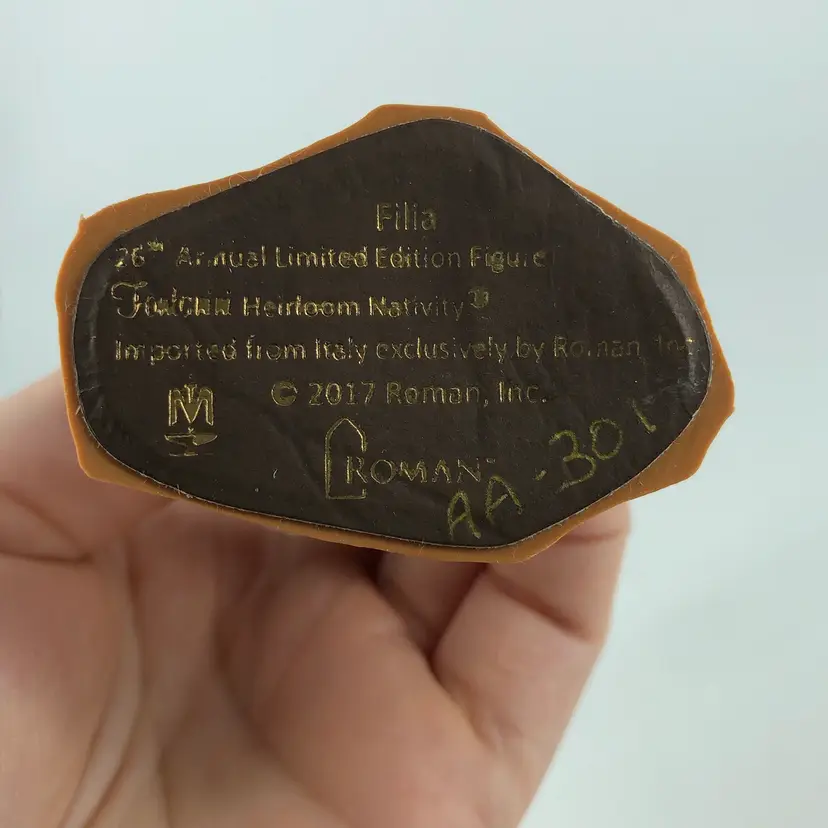 Filia
26th Annual Limited Edition Figure
Fontanini Heirloom Nativity®
Imported from Italy exclusively by Roman, Inc.
© 2017 Roman, Inc.
ROMAN™
AA-301